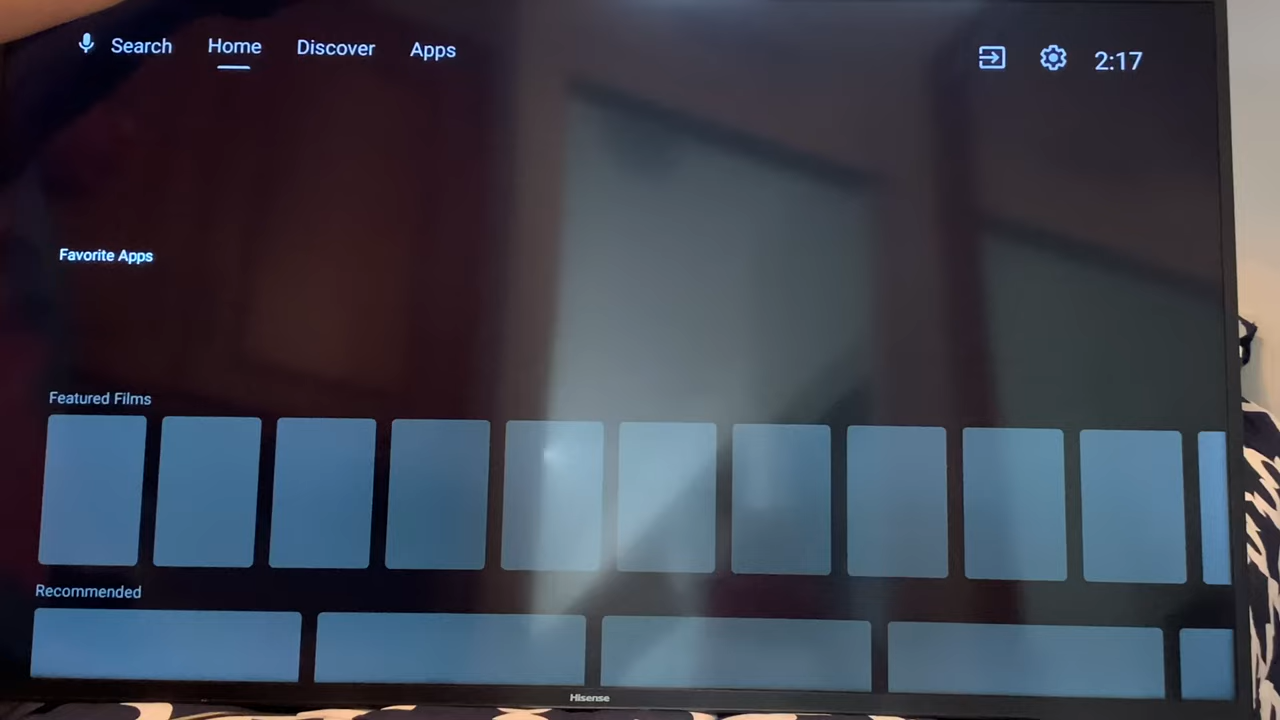 Search Home Discover Apps 2:17
Favorite Apps
Featured Films
Recommended
Hisense